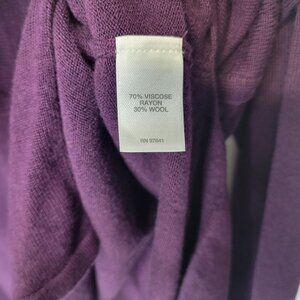 70% VISCOSE
RAYON
30% WOOL
RN 97641